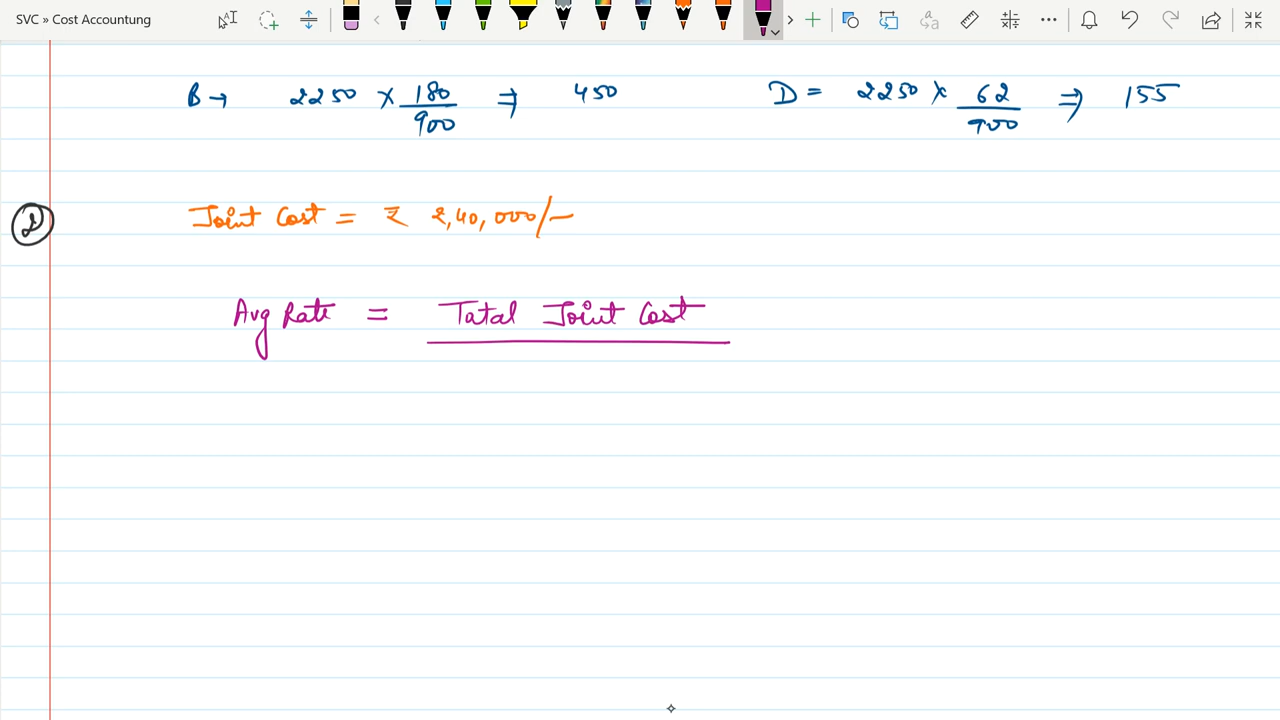 SVC » Cost Accountung
B → 2250 × 180/900 ⇒ 450 D = 2250 × 62/900 ⇒ 155
② Joint Cost = ₹ 2,40,000/-
Avg Rate = Total Joint Cost